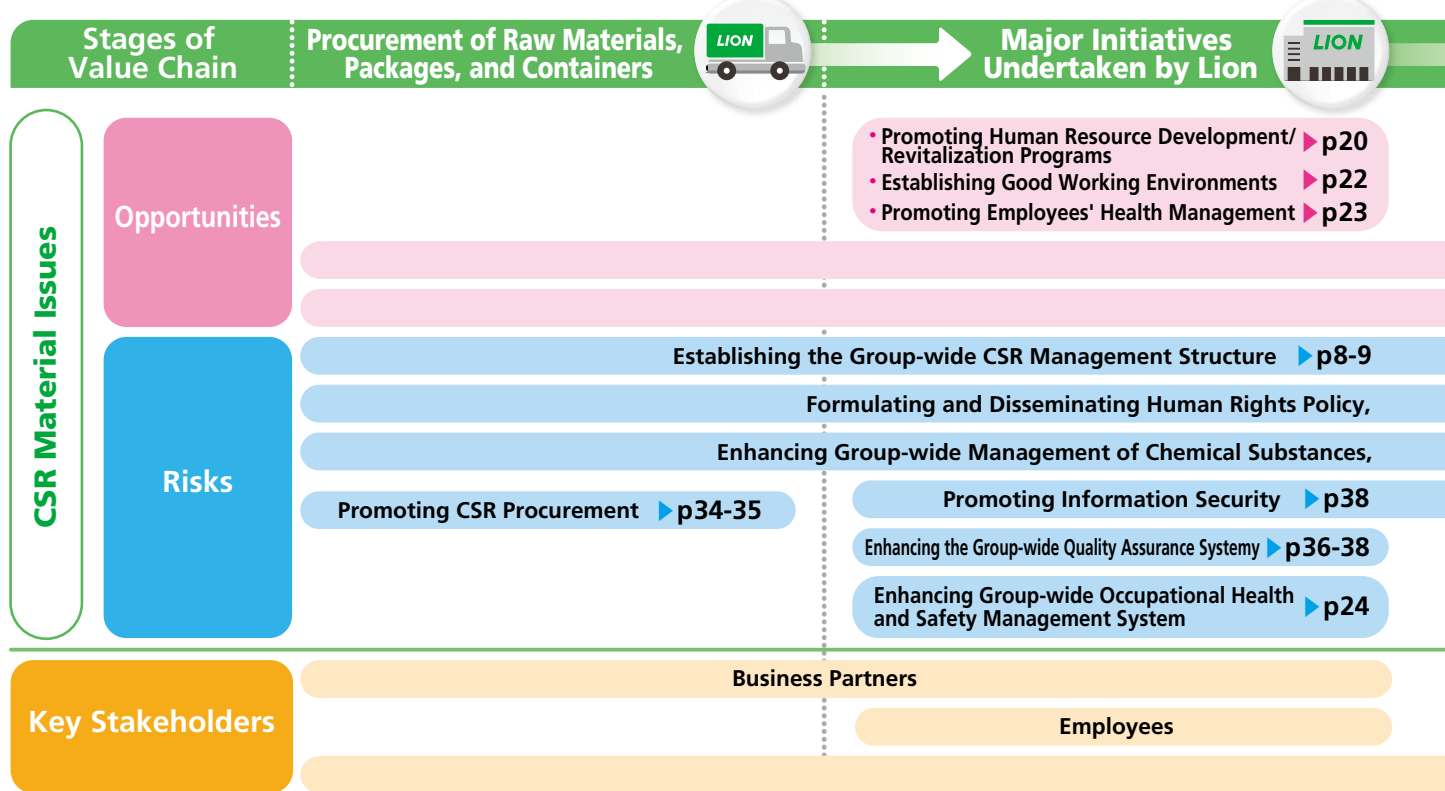 Stages of
Value Chain
Procurement of Raw Materials,
Packages, and Containers
LION
Major Initiatives
Undertaken by Lion
LION
CSR Material Issues
Opportunities
• Promoting Human Resource Development/
Revitalization Programs ▶p20
• Establishing Good Working Environments ▶p22
• Promoting Employees' Health Management ▶p23
Risks
Establishing the Group-wide CSR Management Structure ▶p8-9
Formulating and Disseminating Human Rights Policy,
Enhancing Group-wide Management of Chemical Substances,
Promoting CSR Procurement ▶p34-35
Promoting Information Security ▶p38
Enhancing the Group-wide Quality Assurance Systemy ▶p36-38
Enhancing Group-wide Occupational Health
and Safety Management System ▶p24
Key Stakeholders
Business Partners
Employees